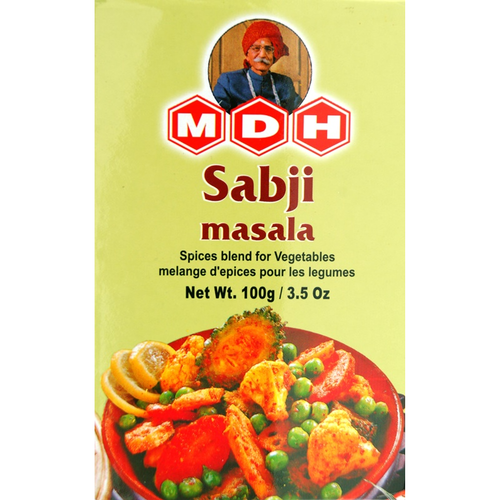 MDH
Sabji
masala
Spices blend for Vegetables
melange d'epices pour les legumes
Net Wt. 100g / 3.5 Oz